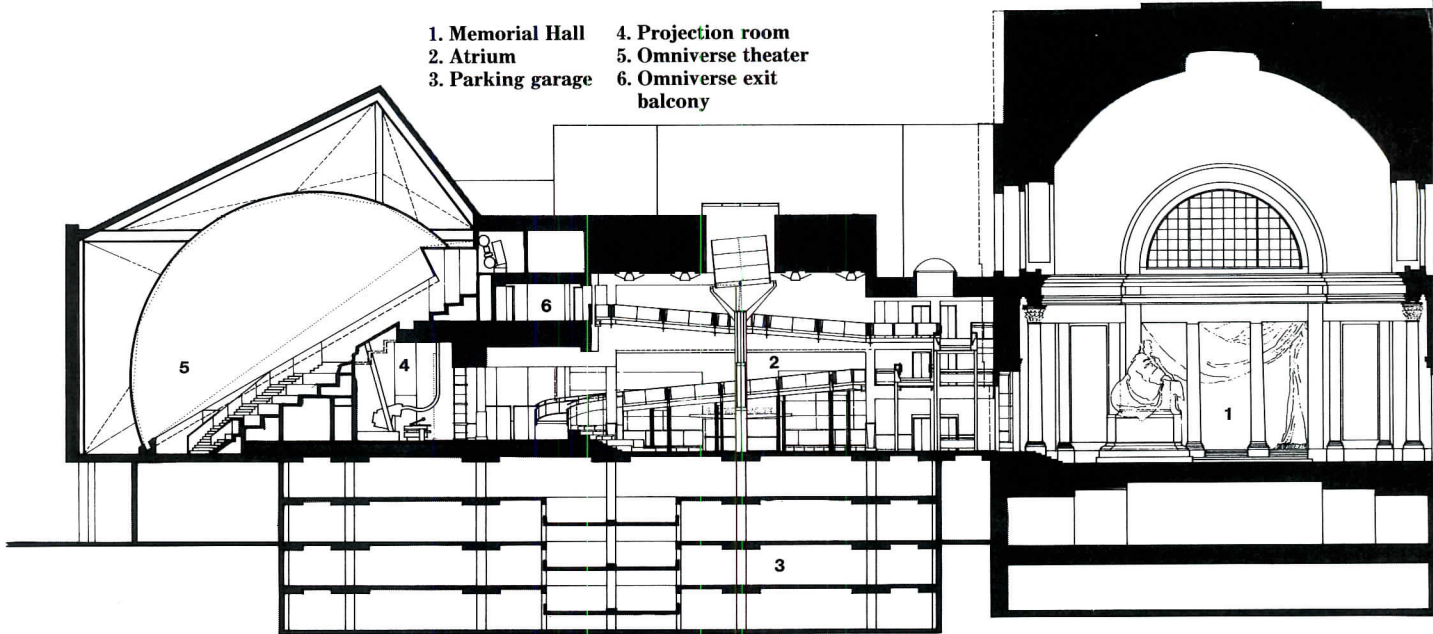 1. Memorial Hall
2. Atrium
3. Parking garage
4. Projection room
5. Omniverse theater
6. Omniverse exit
balcony
6
5
4
2
1
3